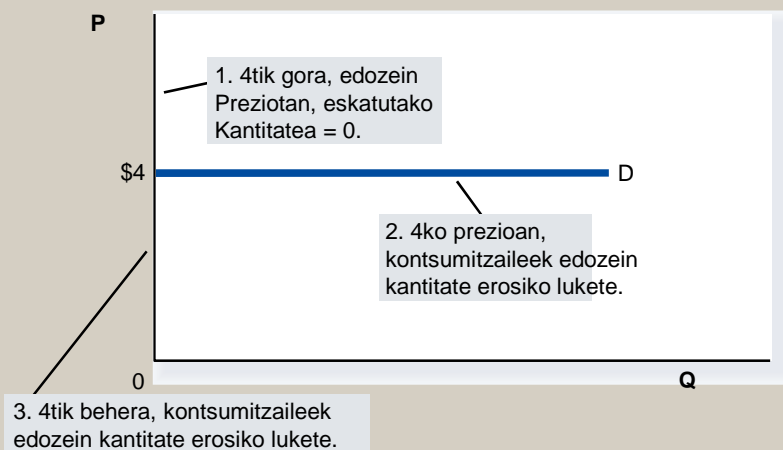 P
1. 4tik gora, edozein
Preziotan, eskatutako
Kantitatea = 0.
$4
D
2. 4ko prezioan,
kontsumitzaileek edozein
kantitate erosiko lukete.
0
Q
3. 4tik behera, kontsumitzaileek
edozein kantitate erosiko lukete.